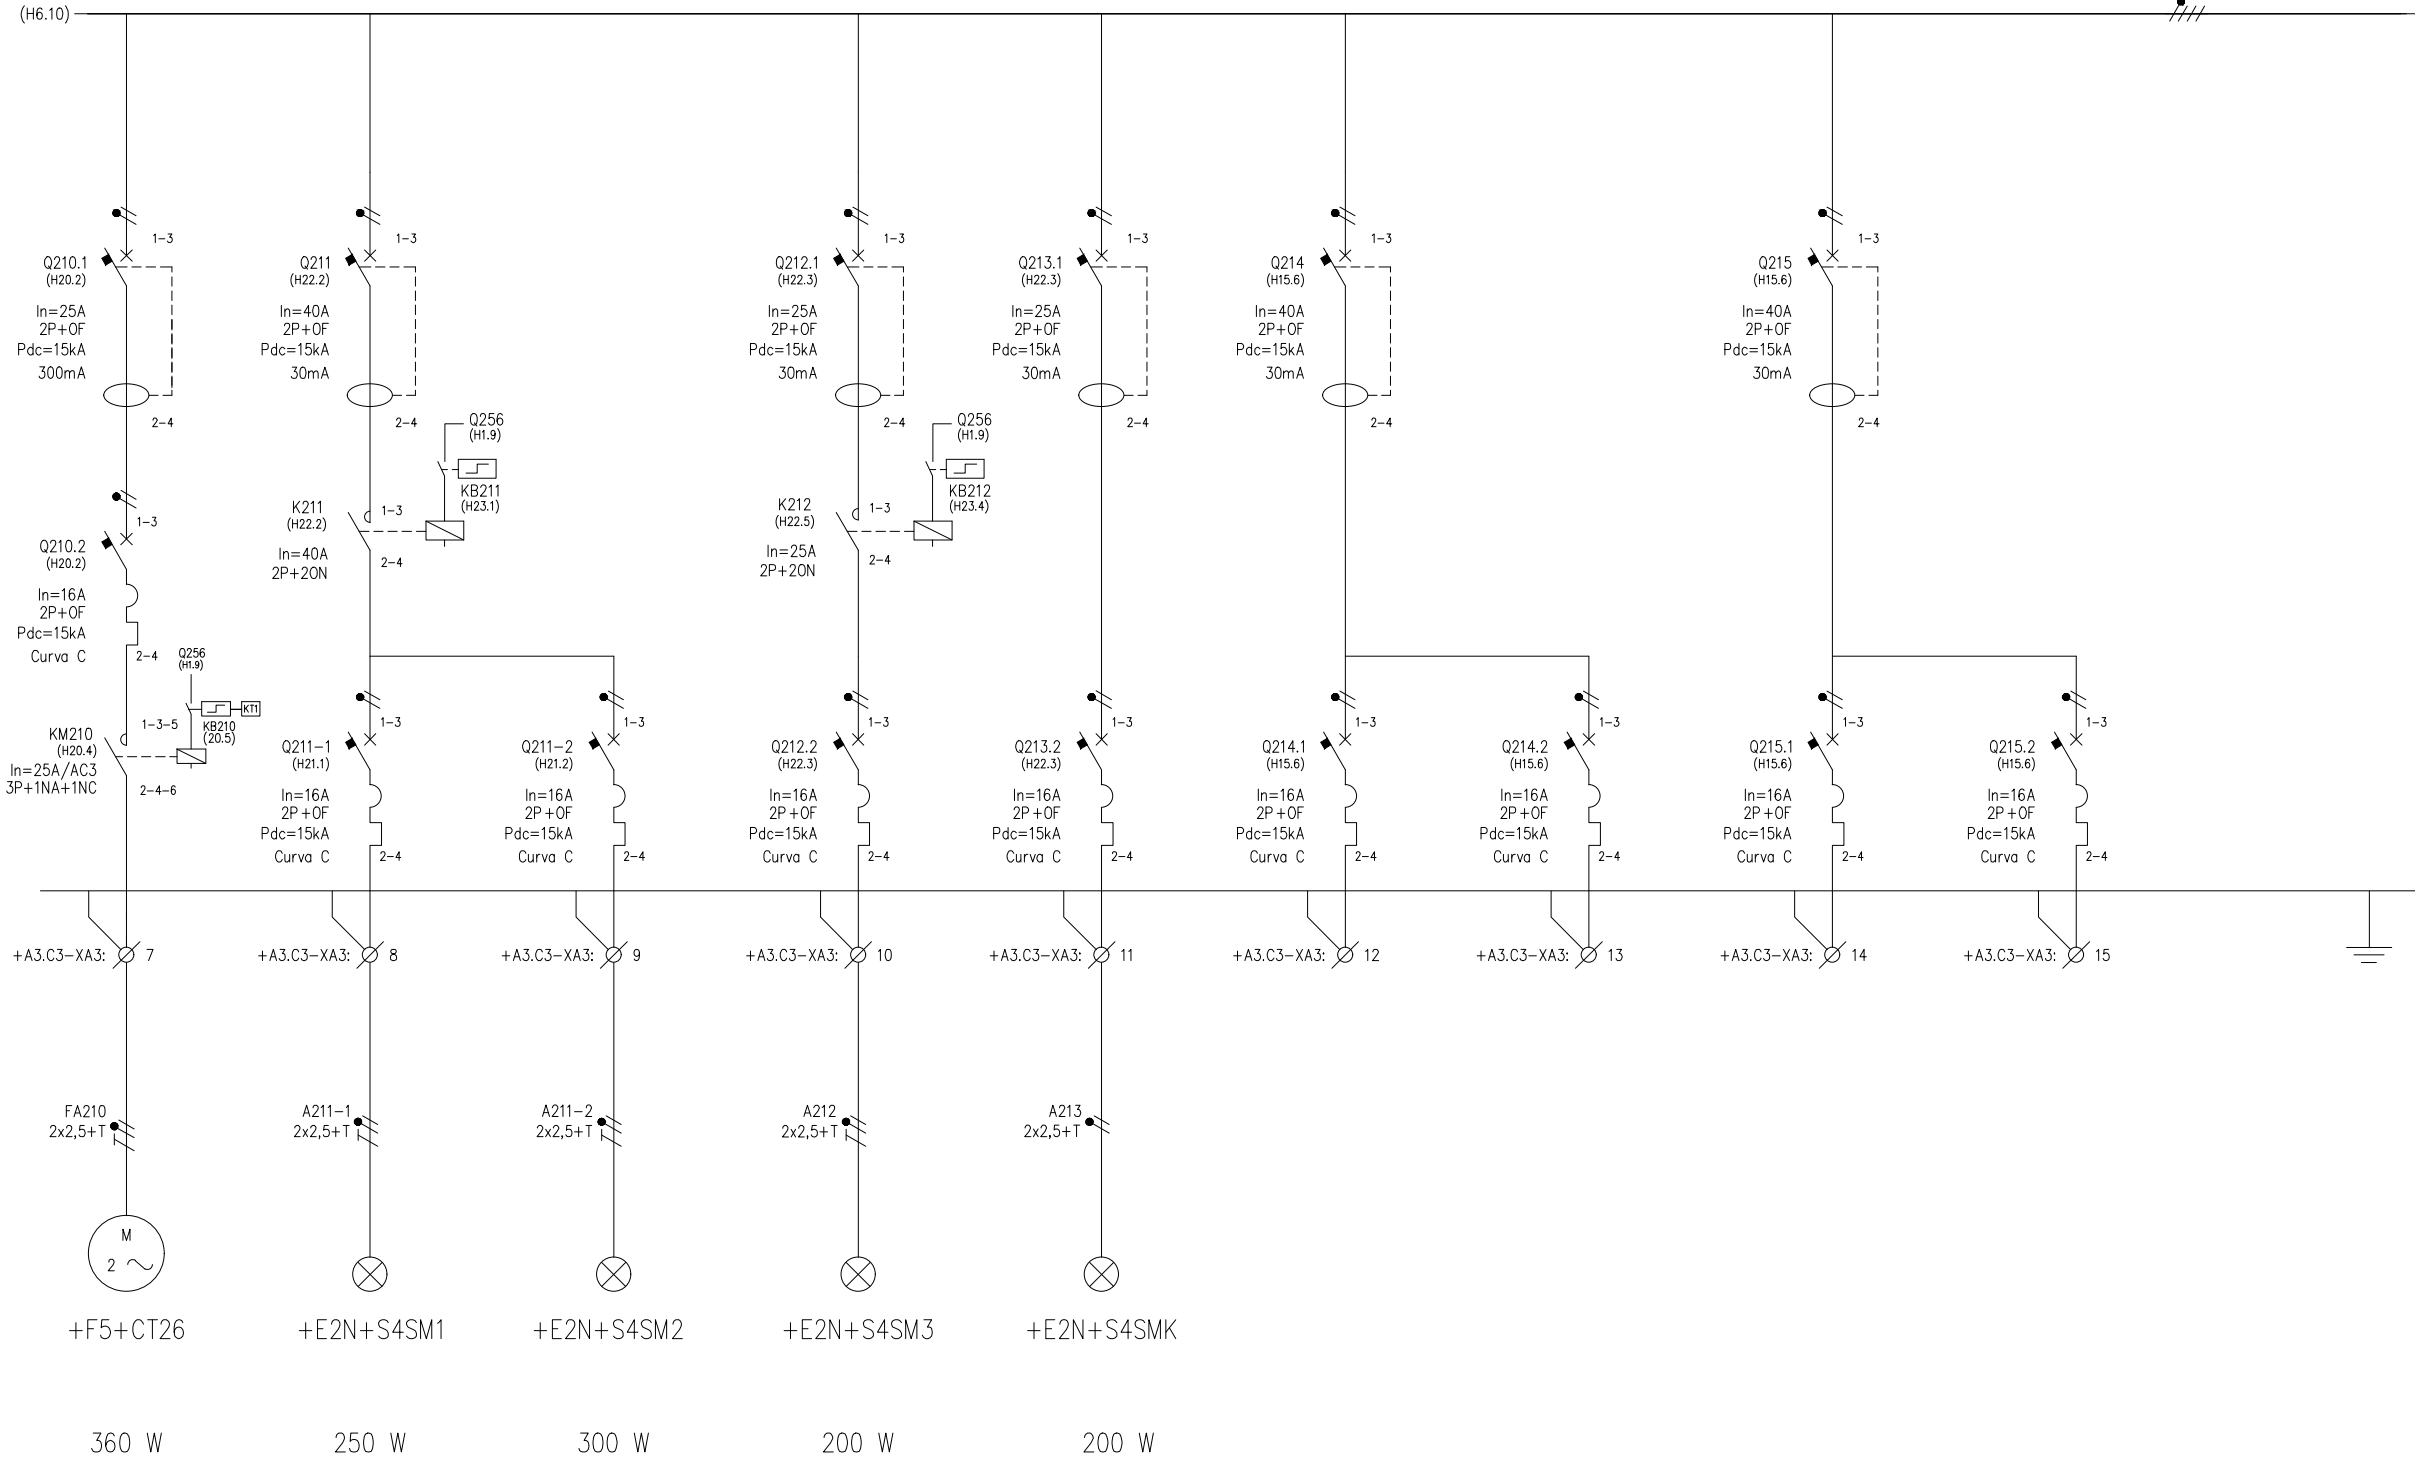 (H6.10)
1-3
Q210.1
(H20.2)
In=25A
2P+OF
Pdc=15kA
300mA
2-4
1-3
Q210.2
(H20.2)
In=16A
2P+OF
Pdc=15kA
Curva C
2-4
Q256
(H1.9)
KT1
KB210
(20.5)
1-3-5
KM210
(H20.4)
In=25A/AC3
3P+1NA+1NC
2-4-6
1-3
Q211
(H22.2)
In=40A
2P+OF
Pdc=15kA
30mA
2-4
Q256
(H1.9)
KB211
(H23.1)
K211
(H22.2)
1-3
In=40A
2P+2ON
2-4
1-3
Q211-1
(H21.1)
In=16A
2P+OF
Pdc=15kA
Curva C
2-4
1-3
Q211-2
(H21.2)
In=16A
2P+OF
Pdc=15kA
Curva C
2-4
1-3
Q212.1
(H22.3)
In=25A
2P+OF
Pdc=15kA
30mA
2-4
Q256
(H1.9)
KB212
(H23.4)
K212
(H22.5)
1-3
In=25A
2P+2ON
2-4
1-3
Q212.2
(H22.3)
In=16A
2P+OF
Pdc=15kA
Curva C
2-4
1-3
Q213.1
(H22.3)
In=25A
2P+OF
Pdc=15kA
30mA
2-4
1-3
Q213.2
(H22.3)
In=16A
2P+OF
Pdc=15kA
Curva C
2-4
1-3
Q214
(H15.6)
In=40A
2P+OF
Pdc=15kA
30mA
2-4
1-3
Q214.1
(H15.6)
In=16A
2P+OF
Pdc=15kA
Curva C
2-4
1-3
Q214.2
(H15.6)
In=16A
2P+OF
Pdc=15kA
Curva C
2-4
1-3
Q215
(H15.6)
In=40A
2P+OF
Pdc=15kA
30mA
2-4
1-3
Q215.1
(H15.6)
In=16A
2P+OF
Pdc=15kA
Curva C
2-4
1-3
Q215.2
(H15.6)
In=16A
2P+OF
Pdc=15kA
Curva C
2-4
+A3.C3-XA3: 7
+A3.C3-XA3: 8
+A3.C3-XA3: 9
+A3.C3-XA3: 10
+A3.C3-XA3: 11
+A3.C3-XA3: 12
+A3.C3-XA3: 13
+A3.C3-XA3: 14
+A3.C3-XA3: 15
FA210
2x2,5+T
A211-1
2x2,5+T
A211-2
2x2,5+T
A212
2x2,5+T
A213
2x2,5+T
M
2
+F5+CT26
+E2N+S4SM1
+E2N+S4SM2
+E2N+S4SM3
+E2N+S4SMK
360 W
250 W
300 W
200 W
200 W